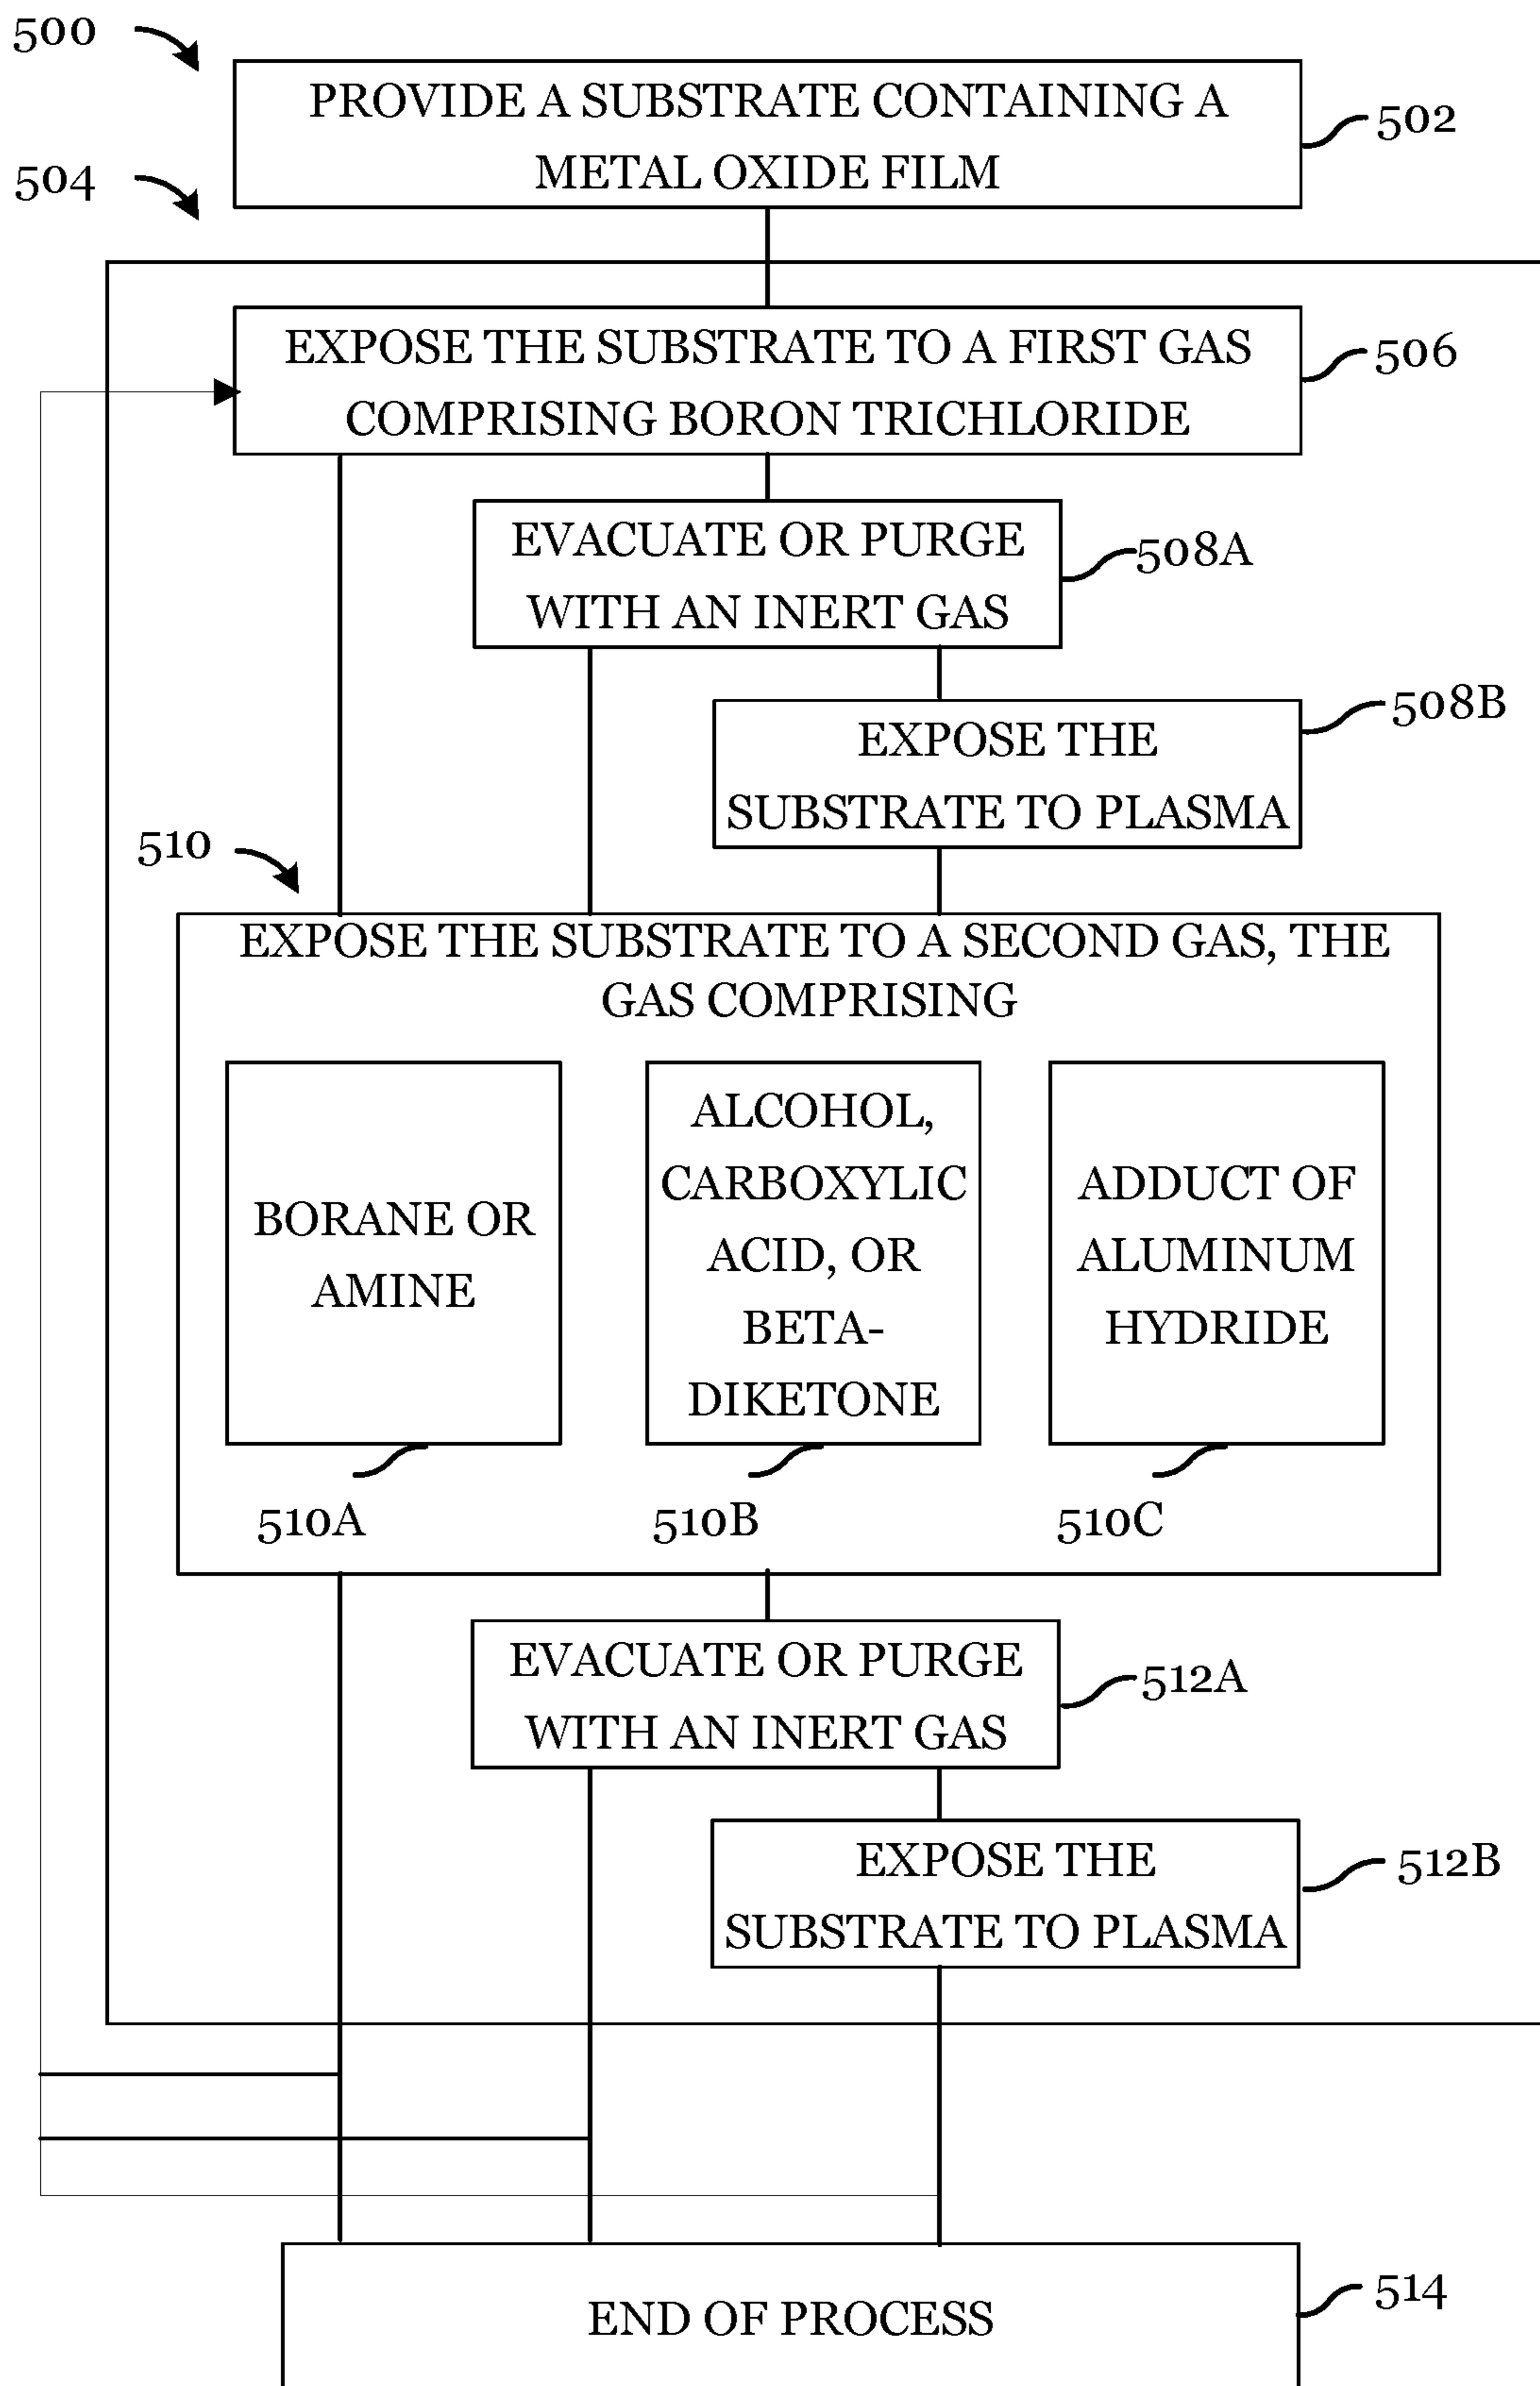 500
PROVIDE A SUBSTRATE CONTAINING A
METAL OXIDE FILM
502
504
EXPOSE THE SUBSTRATE TO A FIRST GAS
COMPRISING BORON TRICHLORIDE
506
EVACUATE OR PURGE
WITH AN INERT GAS
508A
EXPOSE THE
SUBSTRATE TO PLASMA
508B
510
EXPOSE THE SUBSTRATE TO A SECOND GAS, THE
GAS COMPRISING
BORANE OR
AMINE
510A
ALCOHOL,
CARBOXYLIC
ACID, OR
BETA-
DIKETONE
510B
ADDUCT OF
ALUMINUM
HYDRIDE
510C
EVACUATE OR PURGE
WITH AN INERT GAS
512A
EXPOSE THE
SUBSTRATE TO PLASMA
512B
END OF PROCESS
514